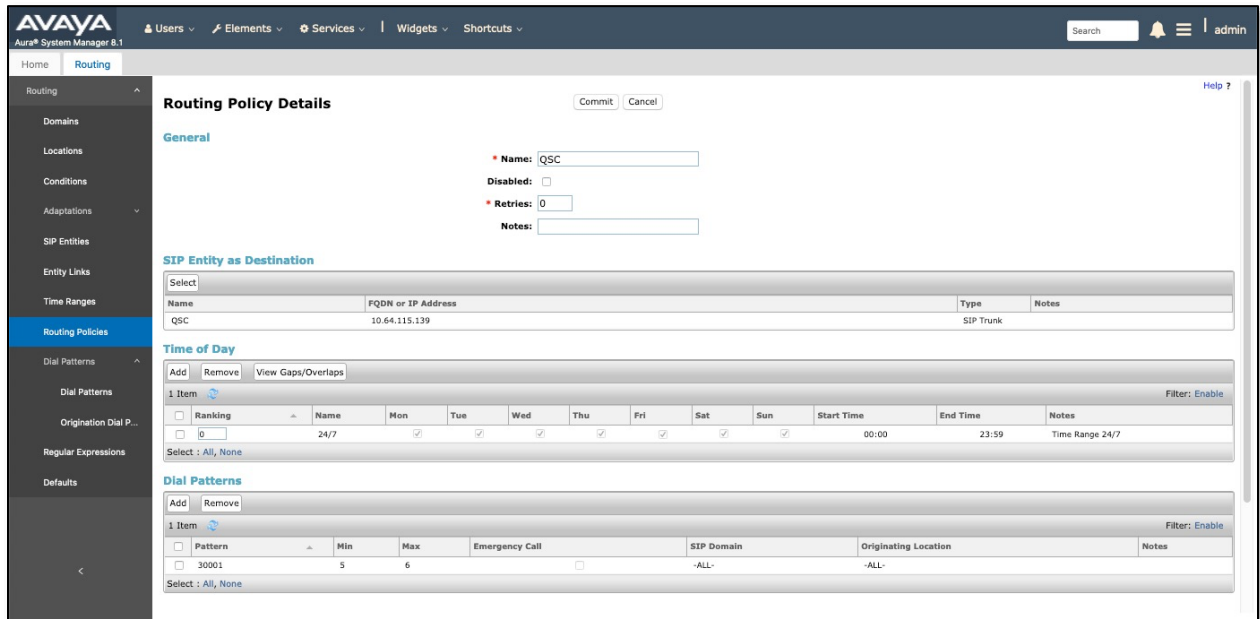 AVAYA
Aura® System Manager 8.1
Users Elements Services | Widgets Shortcuts
Search
admin
Home Routing
Help ?
Routing
Domains
Locations
Conditions
Adaptations
SIP Entities
Entity Links
Time Ranges
Routing Policies
Dial Patterns
Dial Patterns
Origination Dial P...
Regular Expressions
Defaults
<
Routing Policy Details
Commit Cancel
General
* Name: QSC
Disabled:
* Retries: 0
Notes:
SIP Entity as Destination
Select
Name FQDN or IP Address Type Notes
QSC 10.64.115.139 SIP Trunk
Time of Day
Add Remove View Gaps/Overlaps
1 Item Filter: Enable
Ranking Name Mon Tue Wed Thu Fri Sat Sun Start Time End Time Notes
0 24/7 00:00 23:59 Time Range 24/7
Select : All, None
Dial Patterns
Add Remove
1 Item Filter: Enable
Pattern Min Max Emergency Call SIP Domain Originating Location Notes
30001 5 6 -ALL- -ALL-
Select : All, None